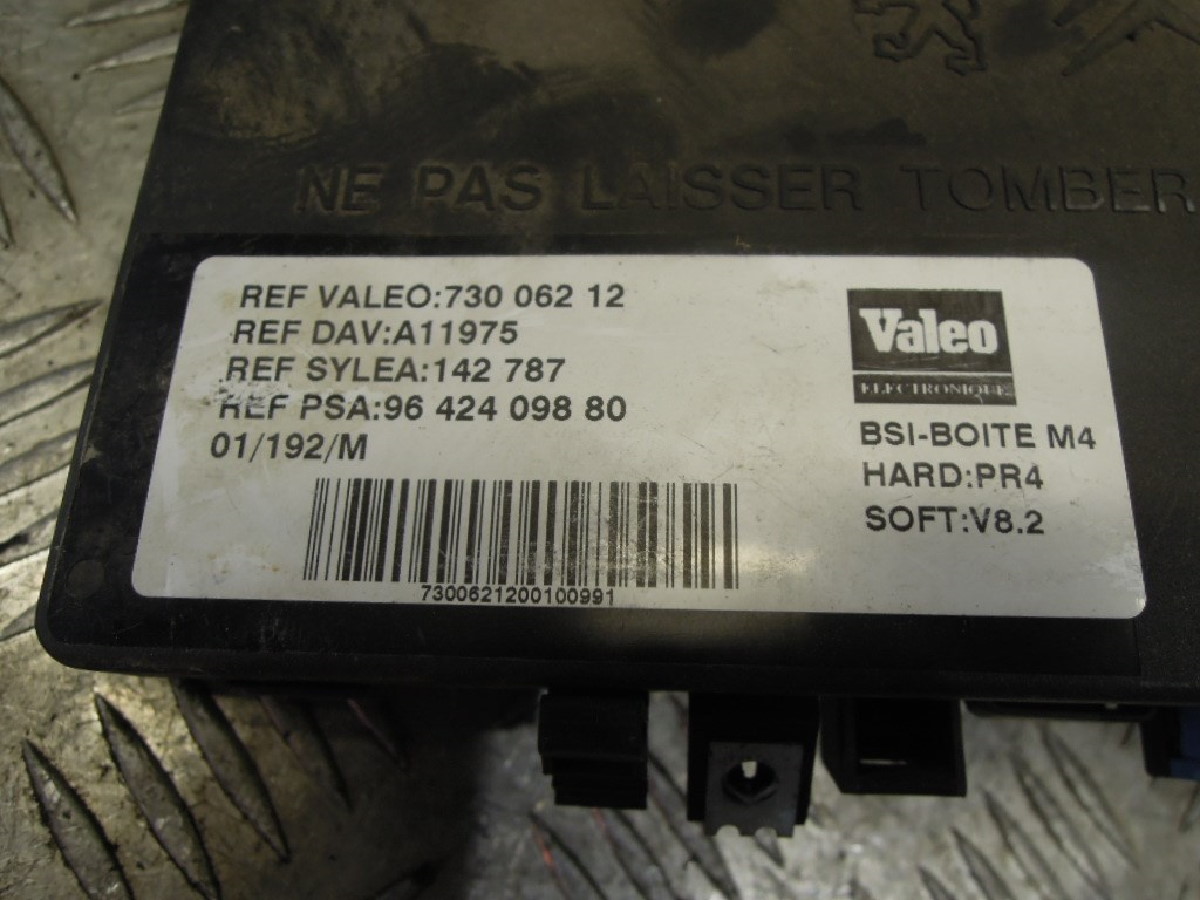 NE PAS LAISSER TOMBER
REF VALEO:730 062 12
REF DAV:A11975
REF SYLEA:142 787
REF PSA:96 424 098 80
01/192/M
7300621200100991
Valeo
ELECTRONIQUE
BSI-BOITE M4
HARD:PR4
SOFT:V8.2